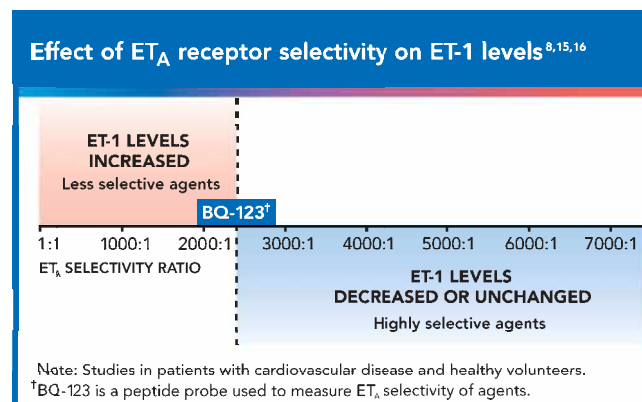 Effect of ETA receptor selectivity on ET-1 levels8,15,16
ET-1 LEVELS
INCREASED
Less selective agents
BQ-123†
1:1 1000:1 2000:1 3000:1 4000:1 5000:1 6000:1 7000:1
ETA SELECTIVITY RATIO
ET-1 LEVELS
DECREASED OR UNCHANGED
Highly selective agents
Note: Studies in patients with cardiovascular disease and healthy volunteers.
†BQ-123 is a peptide probe used to measure ETA selectivity of agents.